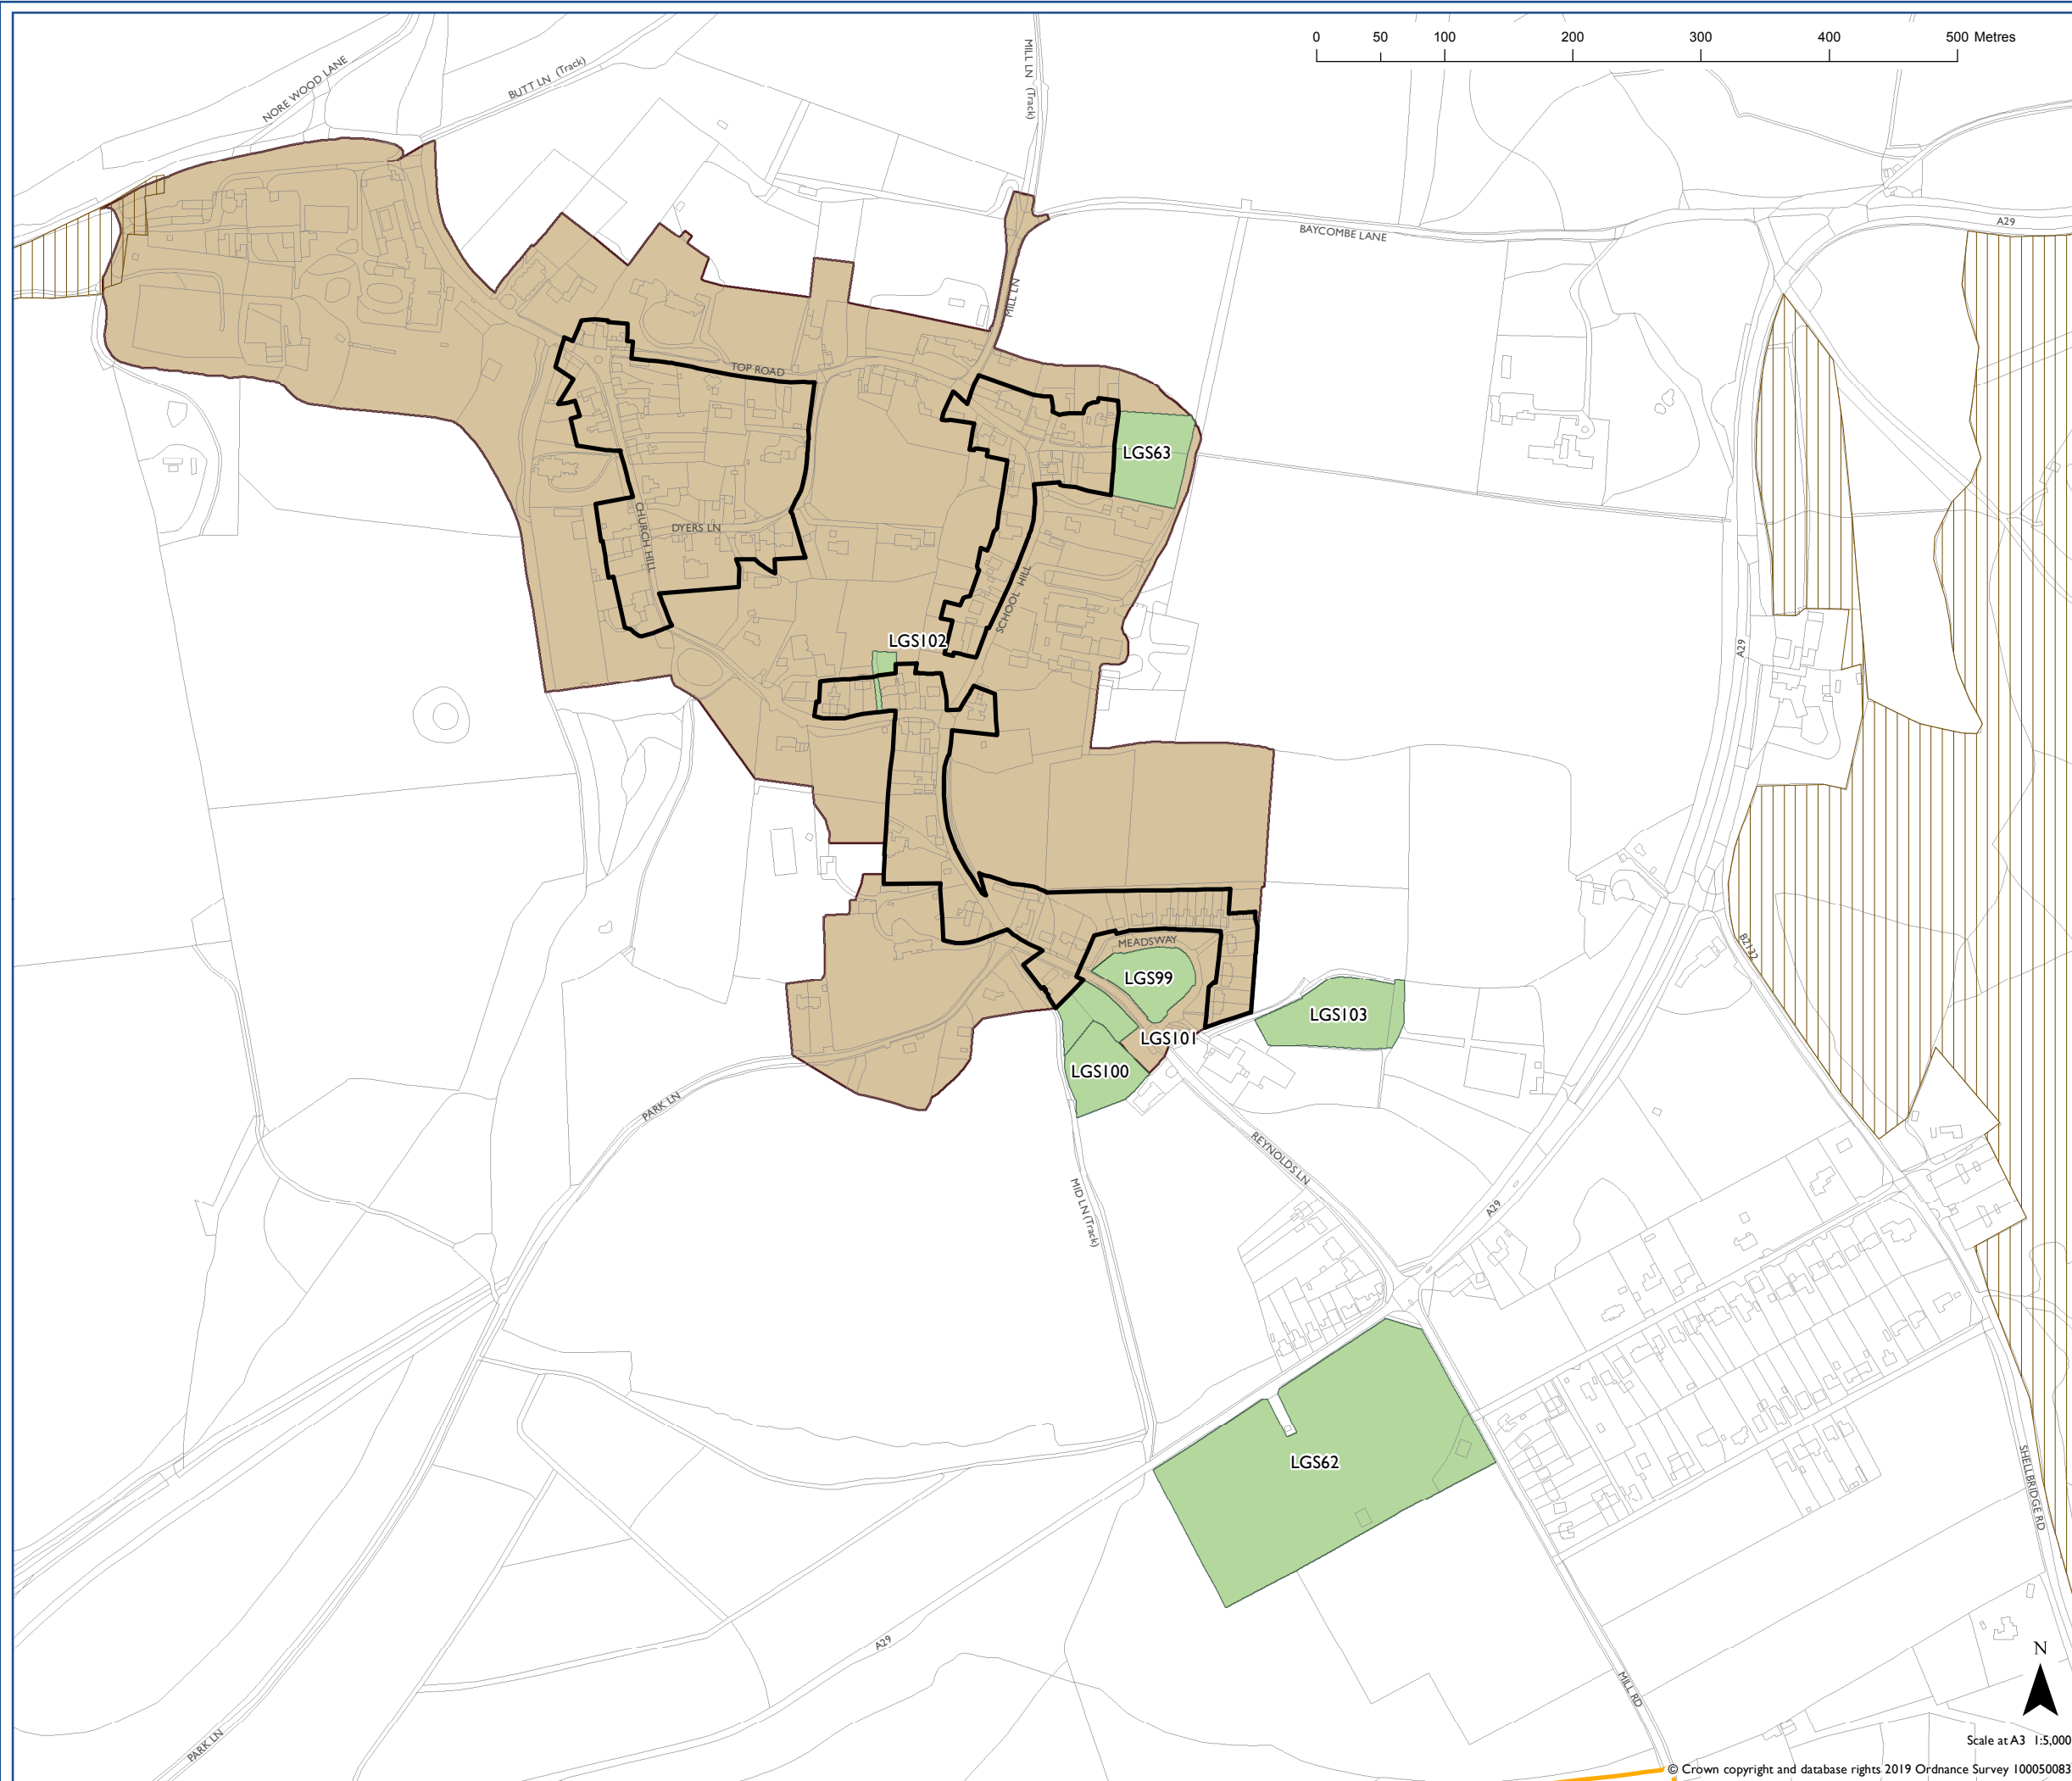 0 50 100 200 300 400 500 Metres
NORE WOOD LANE
BUTT LN (Track)
MILL LN (Track)
A29
BAYCOMBE LANE
MILL LN
TOP ROAD
LGS63
CHURCH HILL
DYERS LN
SCHOOL HILL
LGS102
A29
MEADSWAY
B2132
LGS99
LGS103
LGS101
LGS100
PARK LN
REYNOLDS LN
MID LN (Track)
A29
LGS62
SHELLBRIDGE RD
A29
N
MILL RD
PARK LN
Scale at A3 1:5,000
© Crown copyright and database rights 2019 Ordnance Survey 100050083